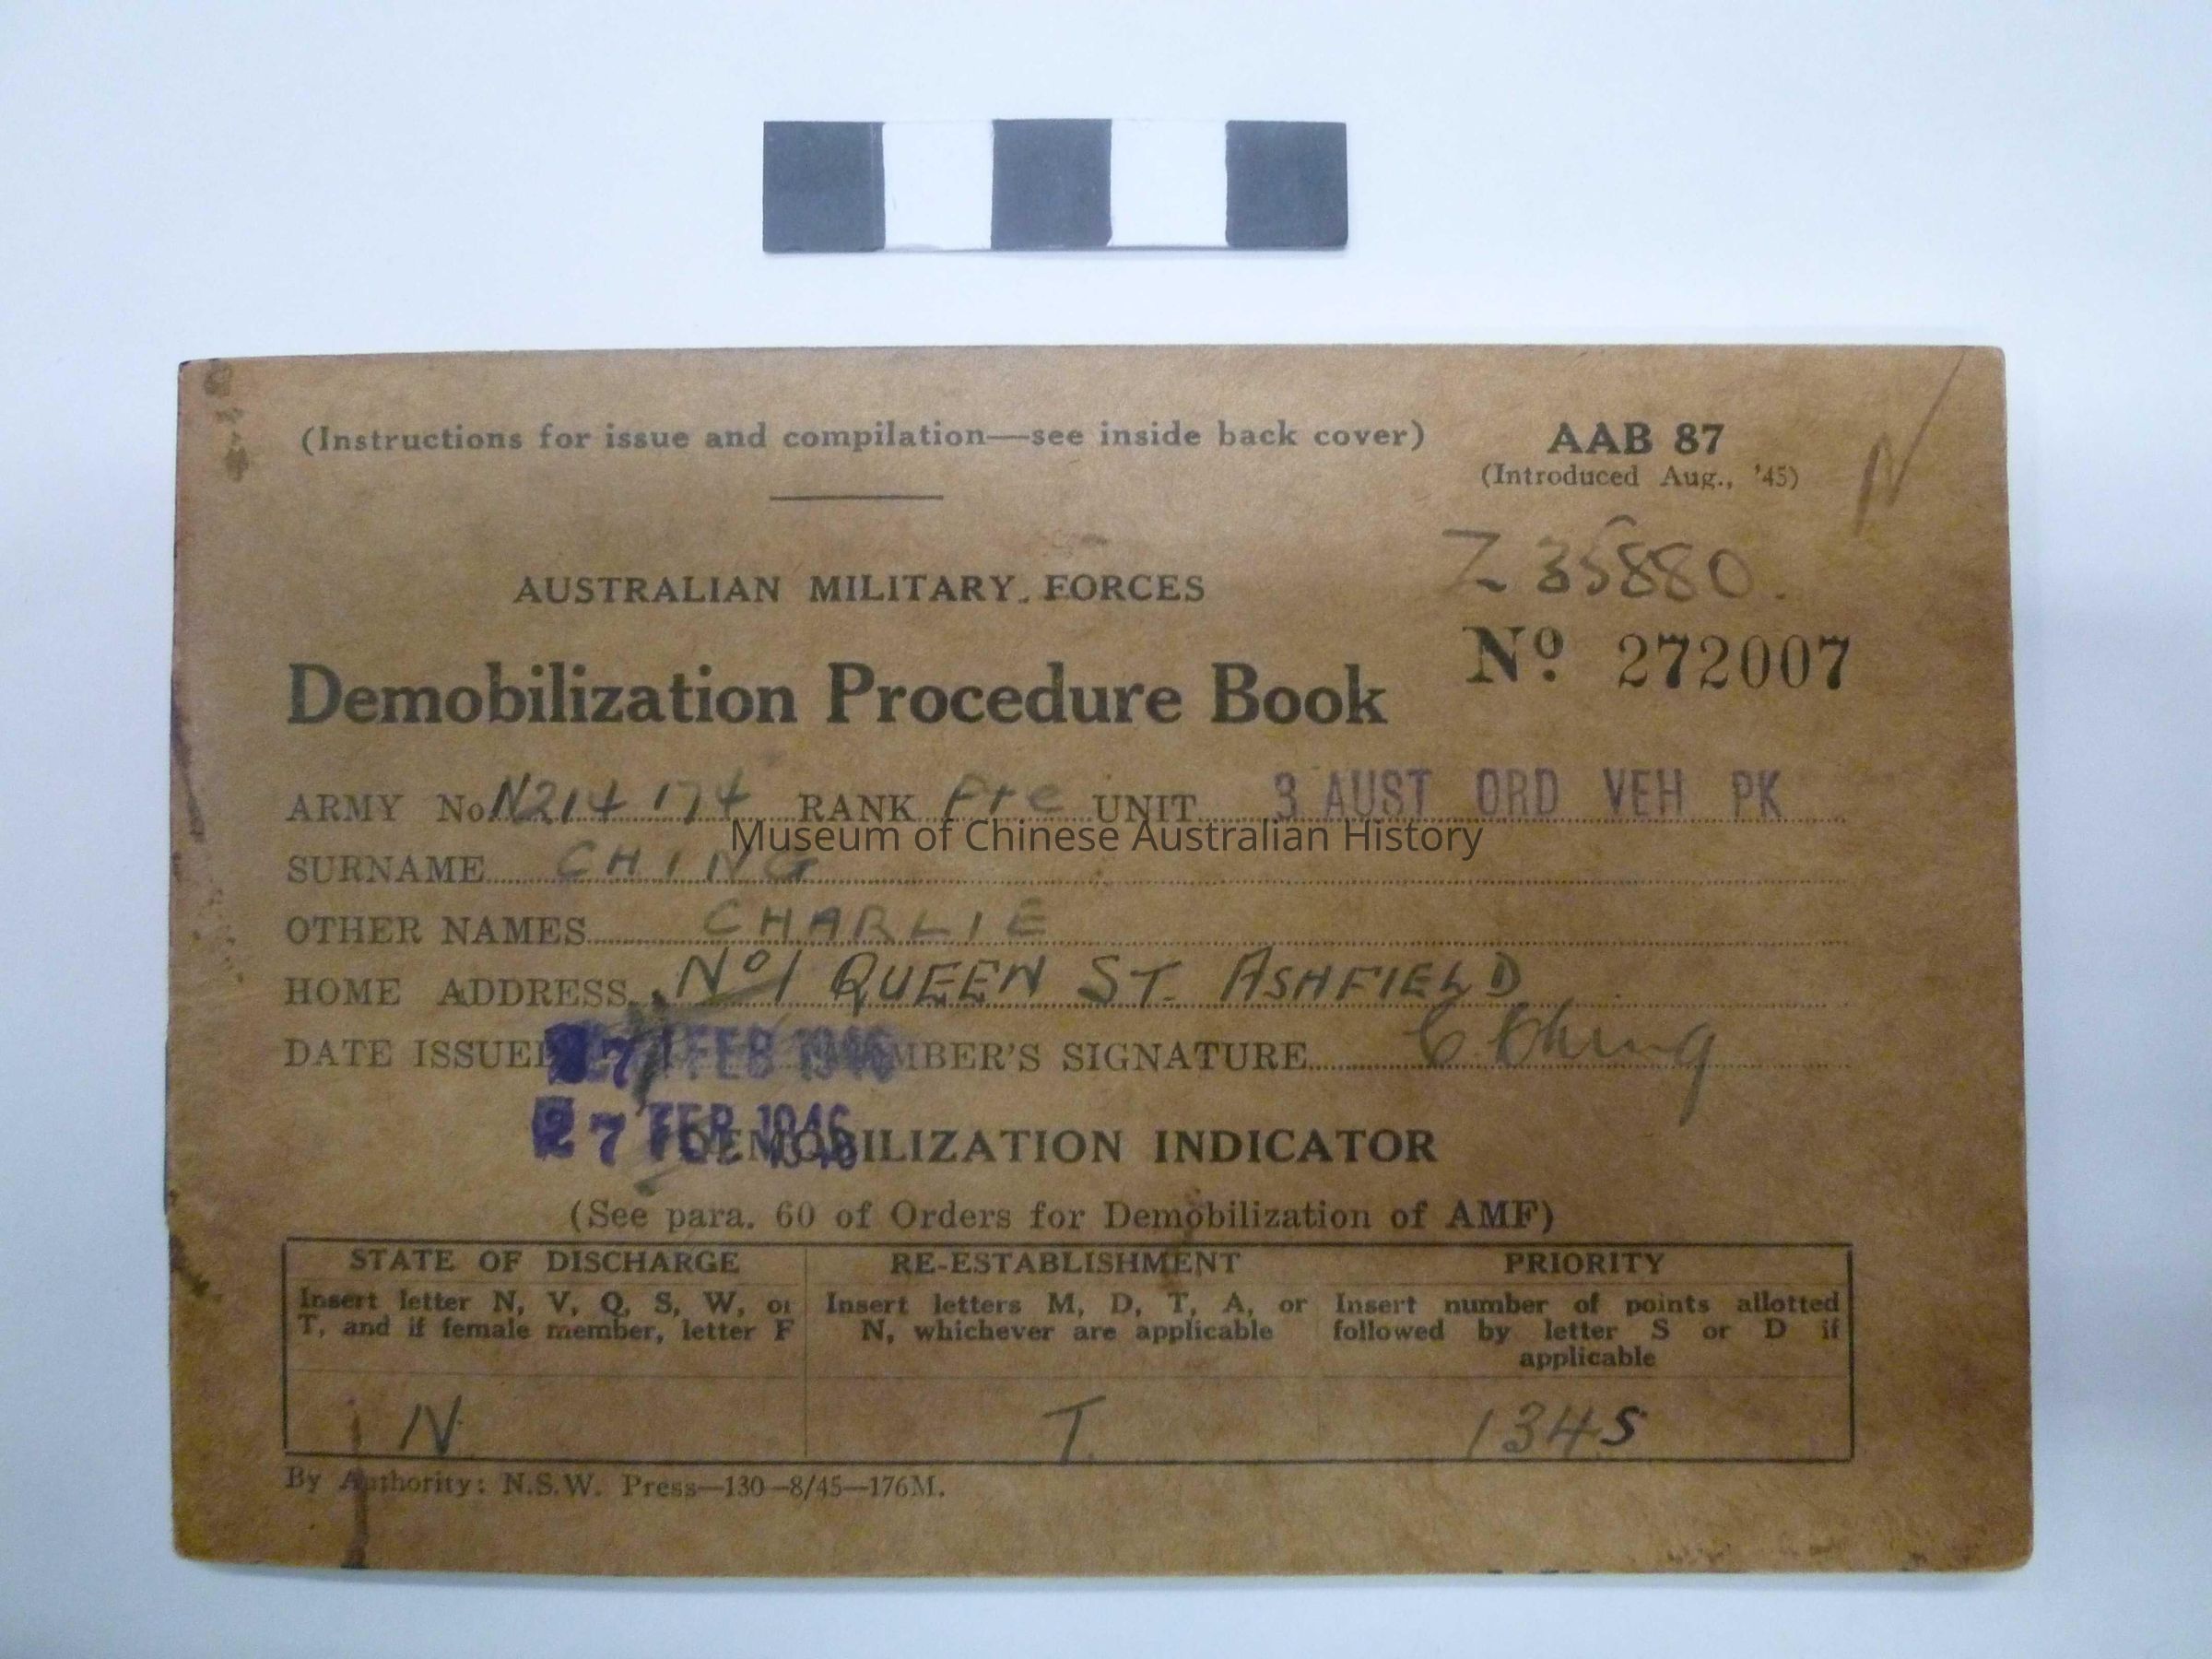 (Instructions for issue and compilation—see inside back cover)
AAB 87
(Introduced Aug., '45)
N
Z 35880.
AUSTRALIAN MILITARY FORCES
Nº 272007
Demobilization Procedure Book
ARMY No N214174 RANK Pte UNIT 3 AUST ORD VEH PK
Museum of Chinese Australian History
SURNAME CHING
OTHER NAMES CHARLIE
HOME ADDRESS Nº1 QUEEN ST. ASHFIELD
DATE ISSUED FEB 1946 MEMBER'S SIGNATURE C Ching
27 FEB 1946
DEMOBILIZATION INDICATOR
(See para. 60 of Orders for Demobilization of AMF)
STATE OF DISCHARGE RE-ESTABLISHMENT PRIORITY
Insert letter N, V, Q, S, W, or Insert letters M, D, T, A, or Insert number of points allotted
T, and if female member, letter F N, whichever are applicable followed by letter S or D if
applicable
N T. 134 S
By Authority: N.S.W. Press—130—8/45—176M.